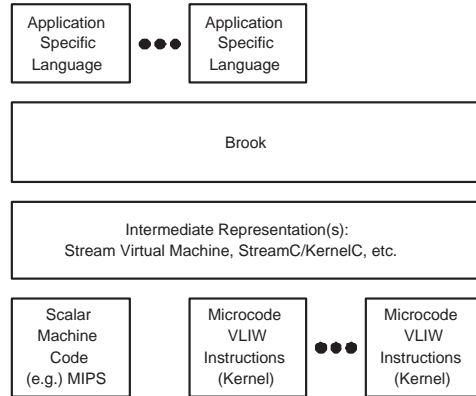 Application
Specific
Language
Application
Specific
Language
Brook
Intermediate Representation(s):
Stream Virtual Machine, StreamC/KernelC, etc.
Scalar
Machine
Code
(e.g.) MIPS
Microcode
VLIW
Instructions
(Kernel)
Microcode
VLIW
Instructions
(Kernel)